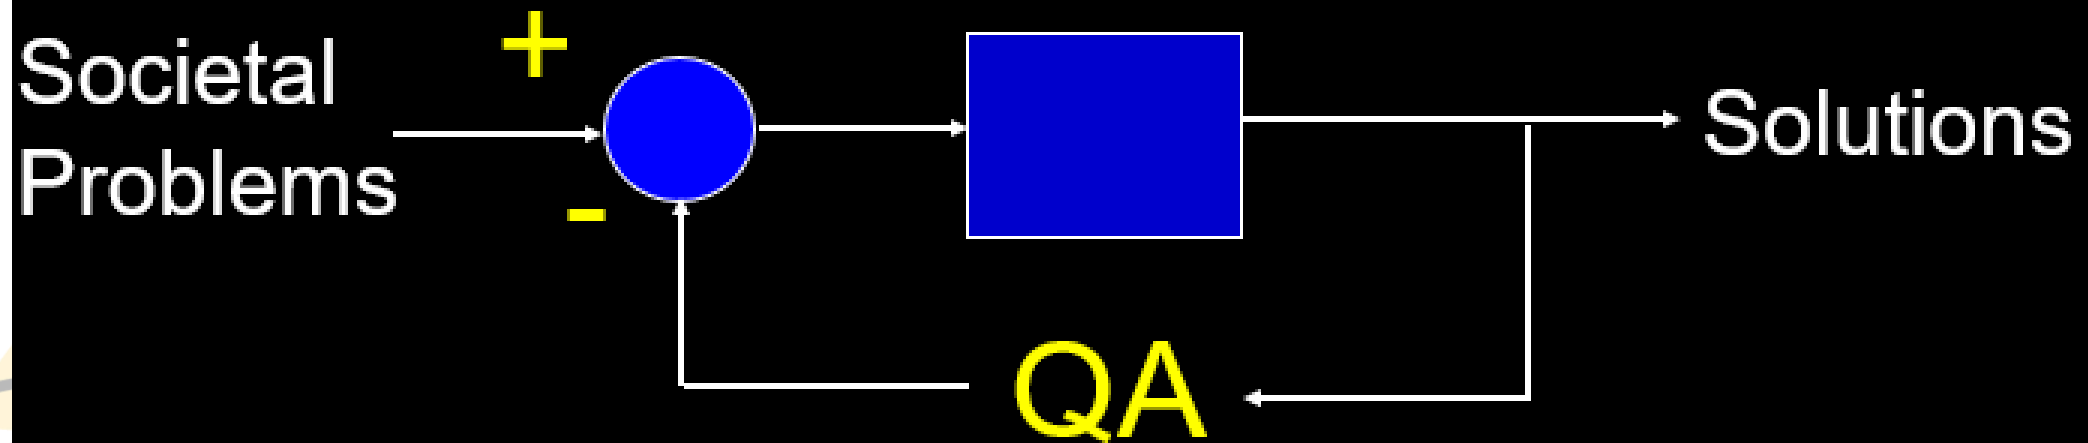 Societal
Problems
+
-
Solutions
QA